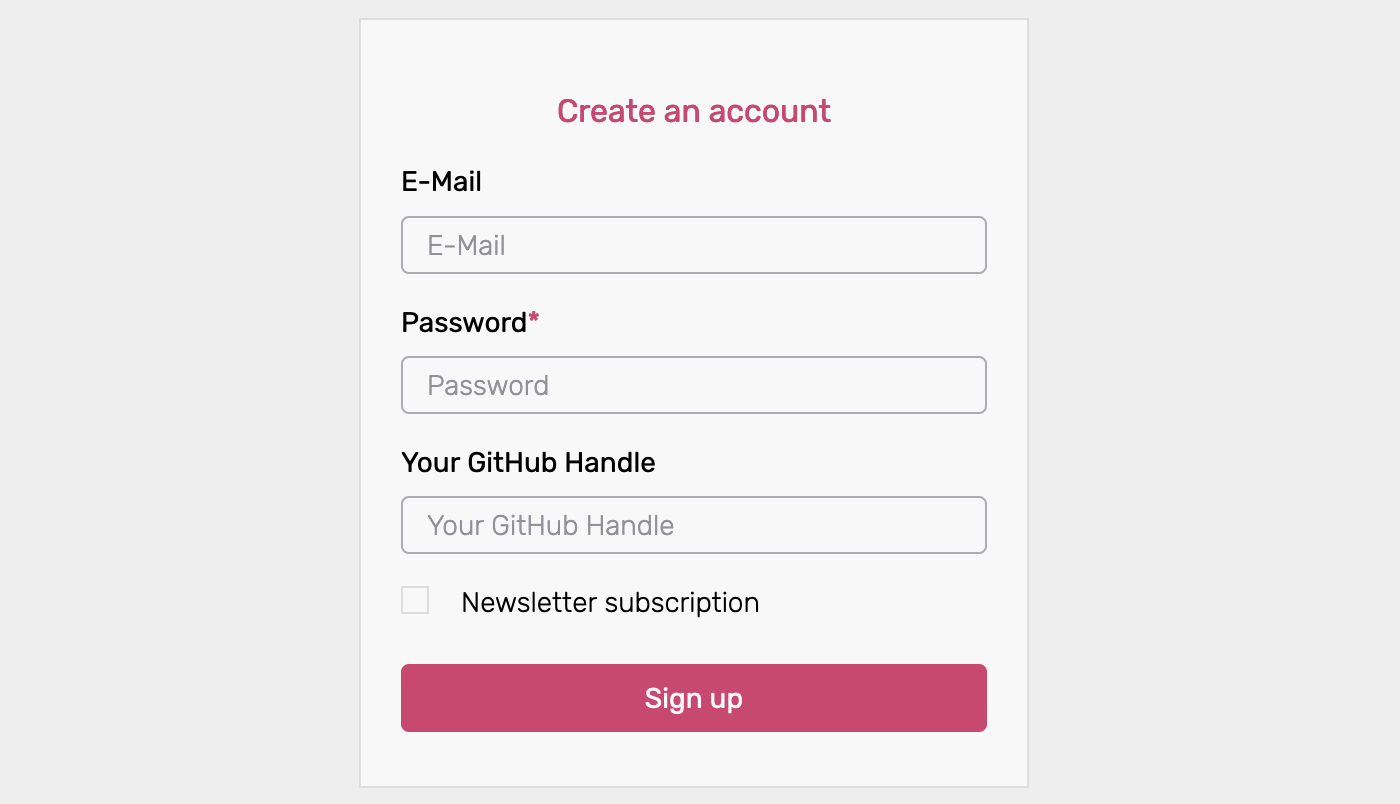 Create an account
E-Mail
E-Mail
Password*
Password
Your GitHub Handle
Your GitHub Handle
Newsletter subscription
Sign up